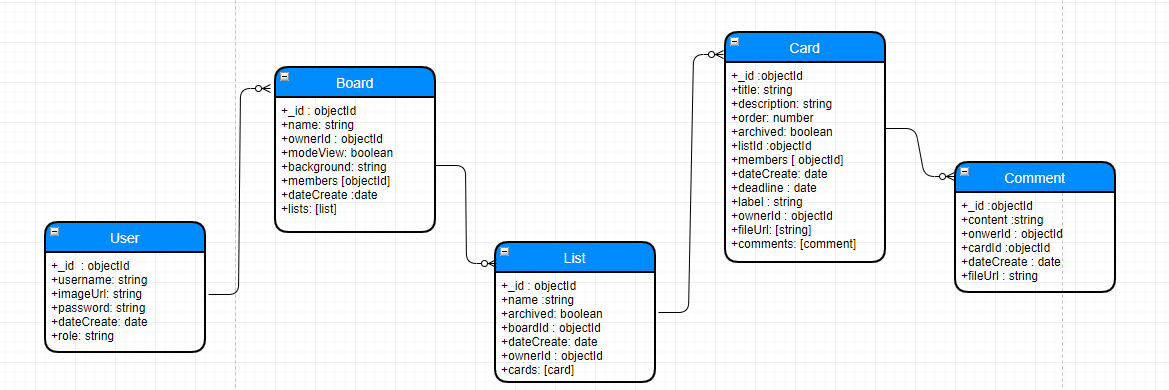 User
+_id : objectId
+username: string
+imageUrl: string
+password: string
+dateCreate: date
+role: string
Board
+_id : objectId
+name: string
+ownerId : objectId
+modeView: boolean
+background: string
+members [objectId]
+dateCreate :date
+lists: [list]
List
+_id : objectId
+name :string
+archived: boolean
+boardId : objectId
+dateCreate: date
+ownerId : objectId
+cards: [card]
Card
+_id :objectId
+title: string
+description: string
+order: number
+archived: boolean
+listId :objectId
+members [ objectId]
+dateCreate: date
+deadline : date
+label : string
+ownerId : objectId
+fileUrl: [string]
+comments: [comment]
Comment
+_id :objectId
+content :string
+onwerId : objectId
+cardId :objectId
+dateCreate : date
+fileUrl : string